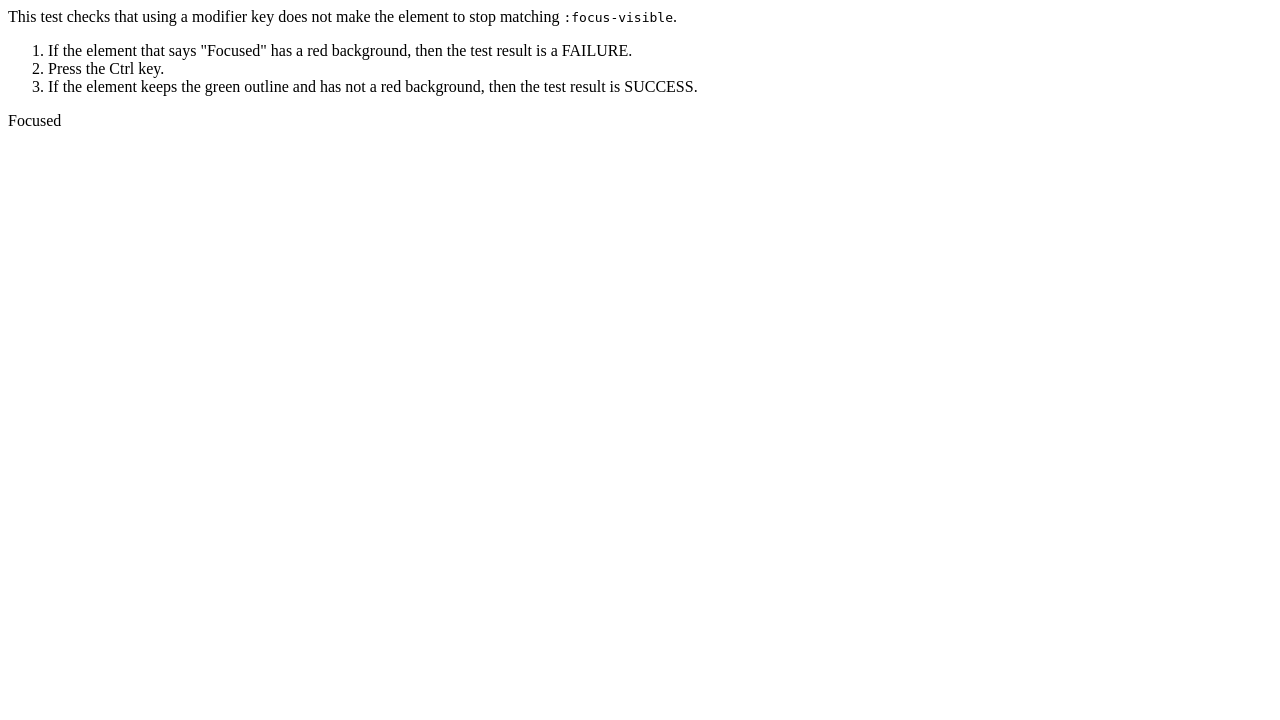 This test checks that using a modifier key does not make the element to stop matching :focus-visible.
1. If the element that says "Focused" has a red background, then the test result is a FAILURE.
2. Press the Ctrl key.
3. If the element keeps the green outline and has not a red background, then the test result is SUCCESS.
Focused